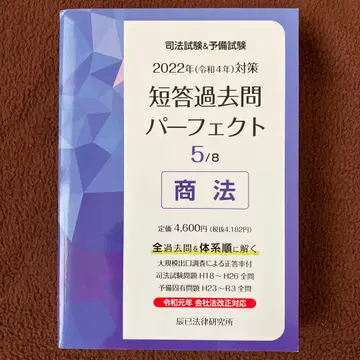 司法試験&予備試験
2022年(令和4年)対策
短答過去問
パーフェクト
5/8
商法
定価 4,600円 (税抜4,182円)
全過去問を体系順に解く
大規模出口調査による正答率付
司法試験問題 H18〜H26 全問
予備固有問題 H23〜R3 全問
令和元年 会社法改正対応
辰已法律研究所